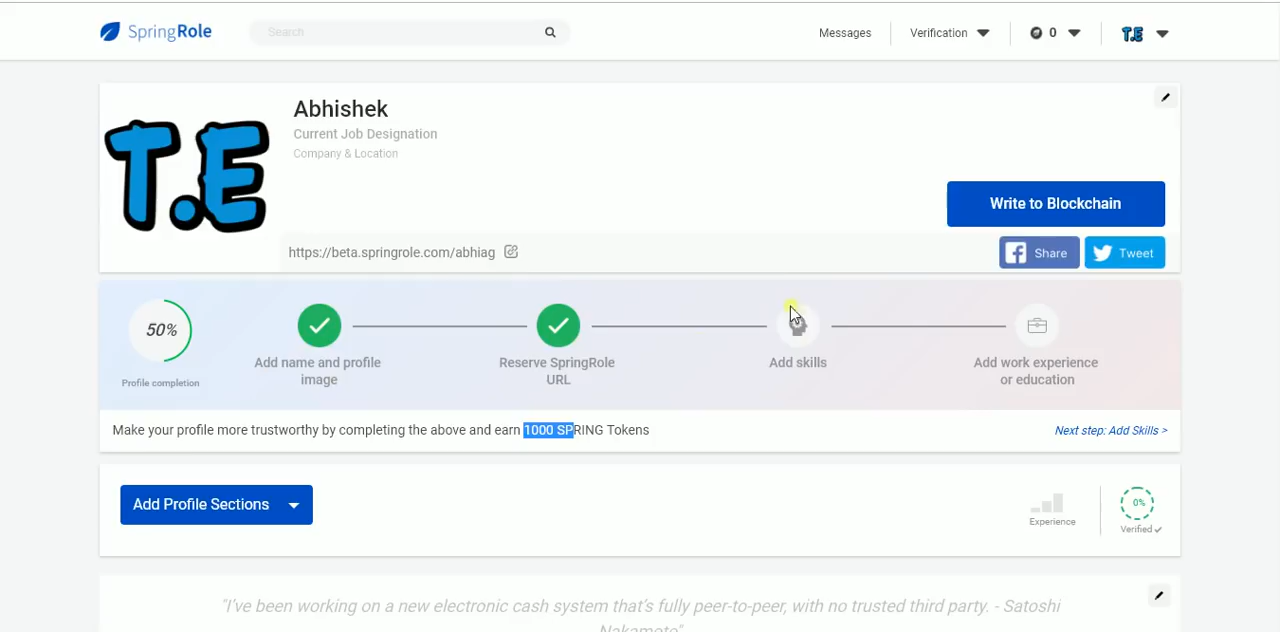 SpringRole
Search
Messages
Verification
0
T.E
Abhishek
Current Job Designation
Company & Location
T.E
Write to Blockchain
https://beta.springrole.com/abhiag
Share
Tweet
50%
Profile completion
Add name and profile
image
Reserve SpringRole
URL
Add skills
Add work experience
or education
Make your profile more trustworthy by completing the above and earn 1000 SPRING Tokens
Next step: Add Skills >
Add Profile Sections
Experience
0%
Verified
"I've been working on a new electronic cash system that's fully peer-to-peer, with no trusted third party. - Satoshi
Nakamoto"